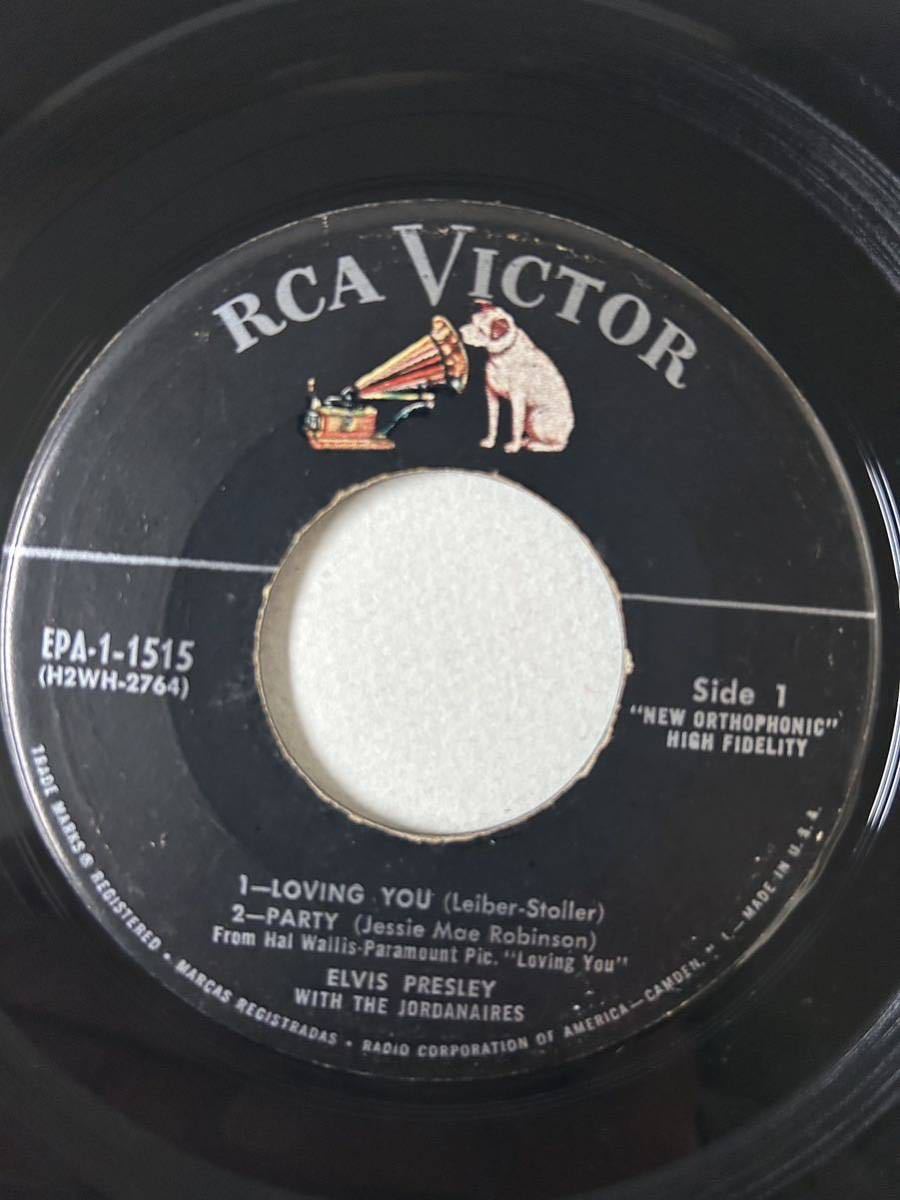 RCA VICTOR
EPA-1-1515
(H2WH-2764)
Side 1
"NEW ORTHOPHONIC"
HIGH FIDELITY
1—LOVING YOU (Leiber-Stoller)
2—PARTY (Jessie Mae Robinson)
From Hal Wallis-Paramount Pic. "Loving You"
ELVIS PRESLEY
WITH THE JORDANAIRES
TRADE MARKS ® REGISTERED • MARCAS REGISTRADAS • RADIO CORPORATION OF AMERICA—CAMDEN, J.—MADE IN U.S.A.